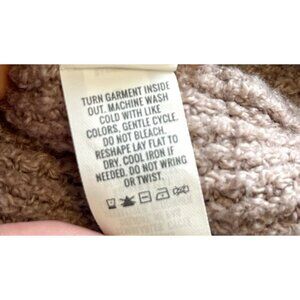 TURN GARMENT INSIDE
OUT. MACHINE WASH
COLD WITH LIKE
COLORS, GENTLE CYCLE.
DO NOT BLEACH.
RESHAPE LAY FLAT TO
DRY. COOL IRON IF
NEEDED. DO NOT WRING
OR TWIST.